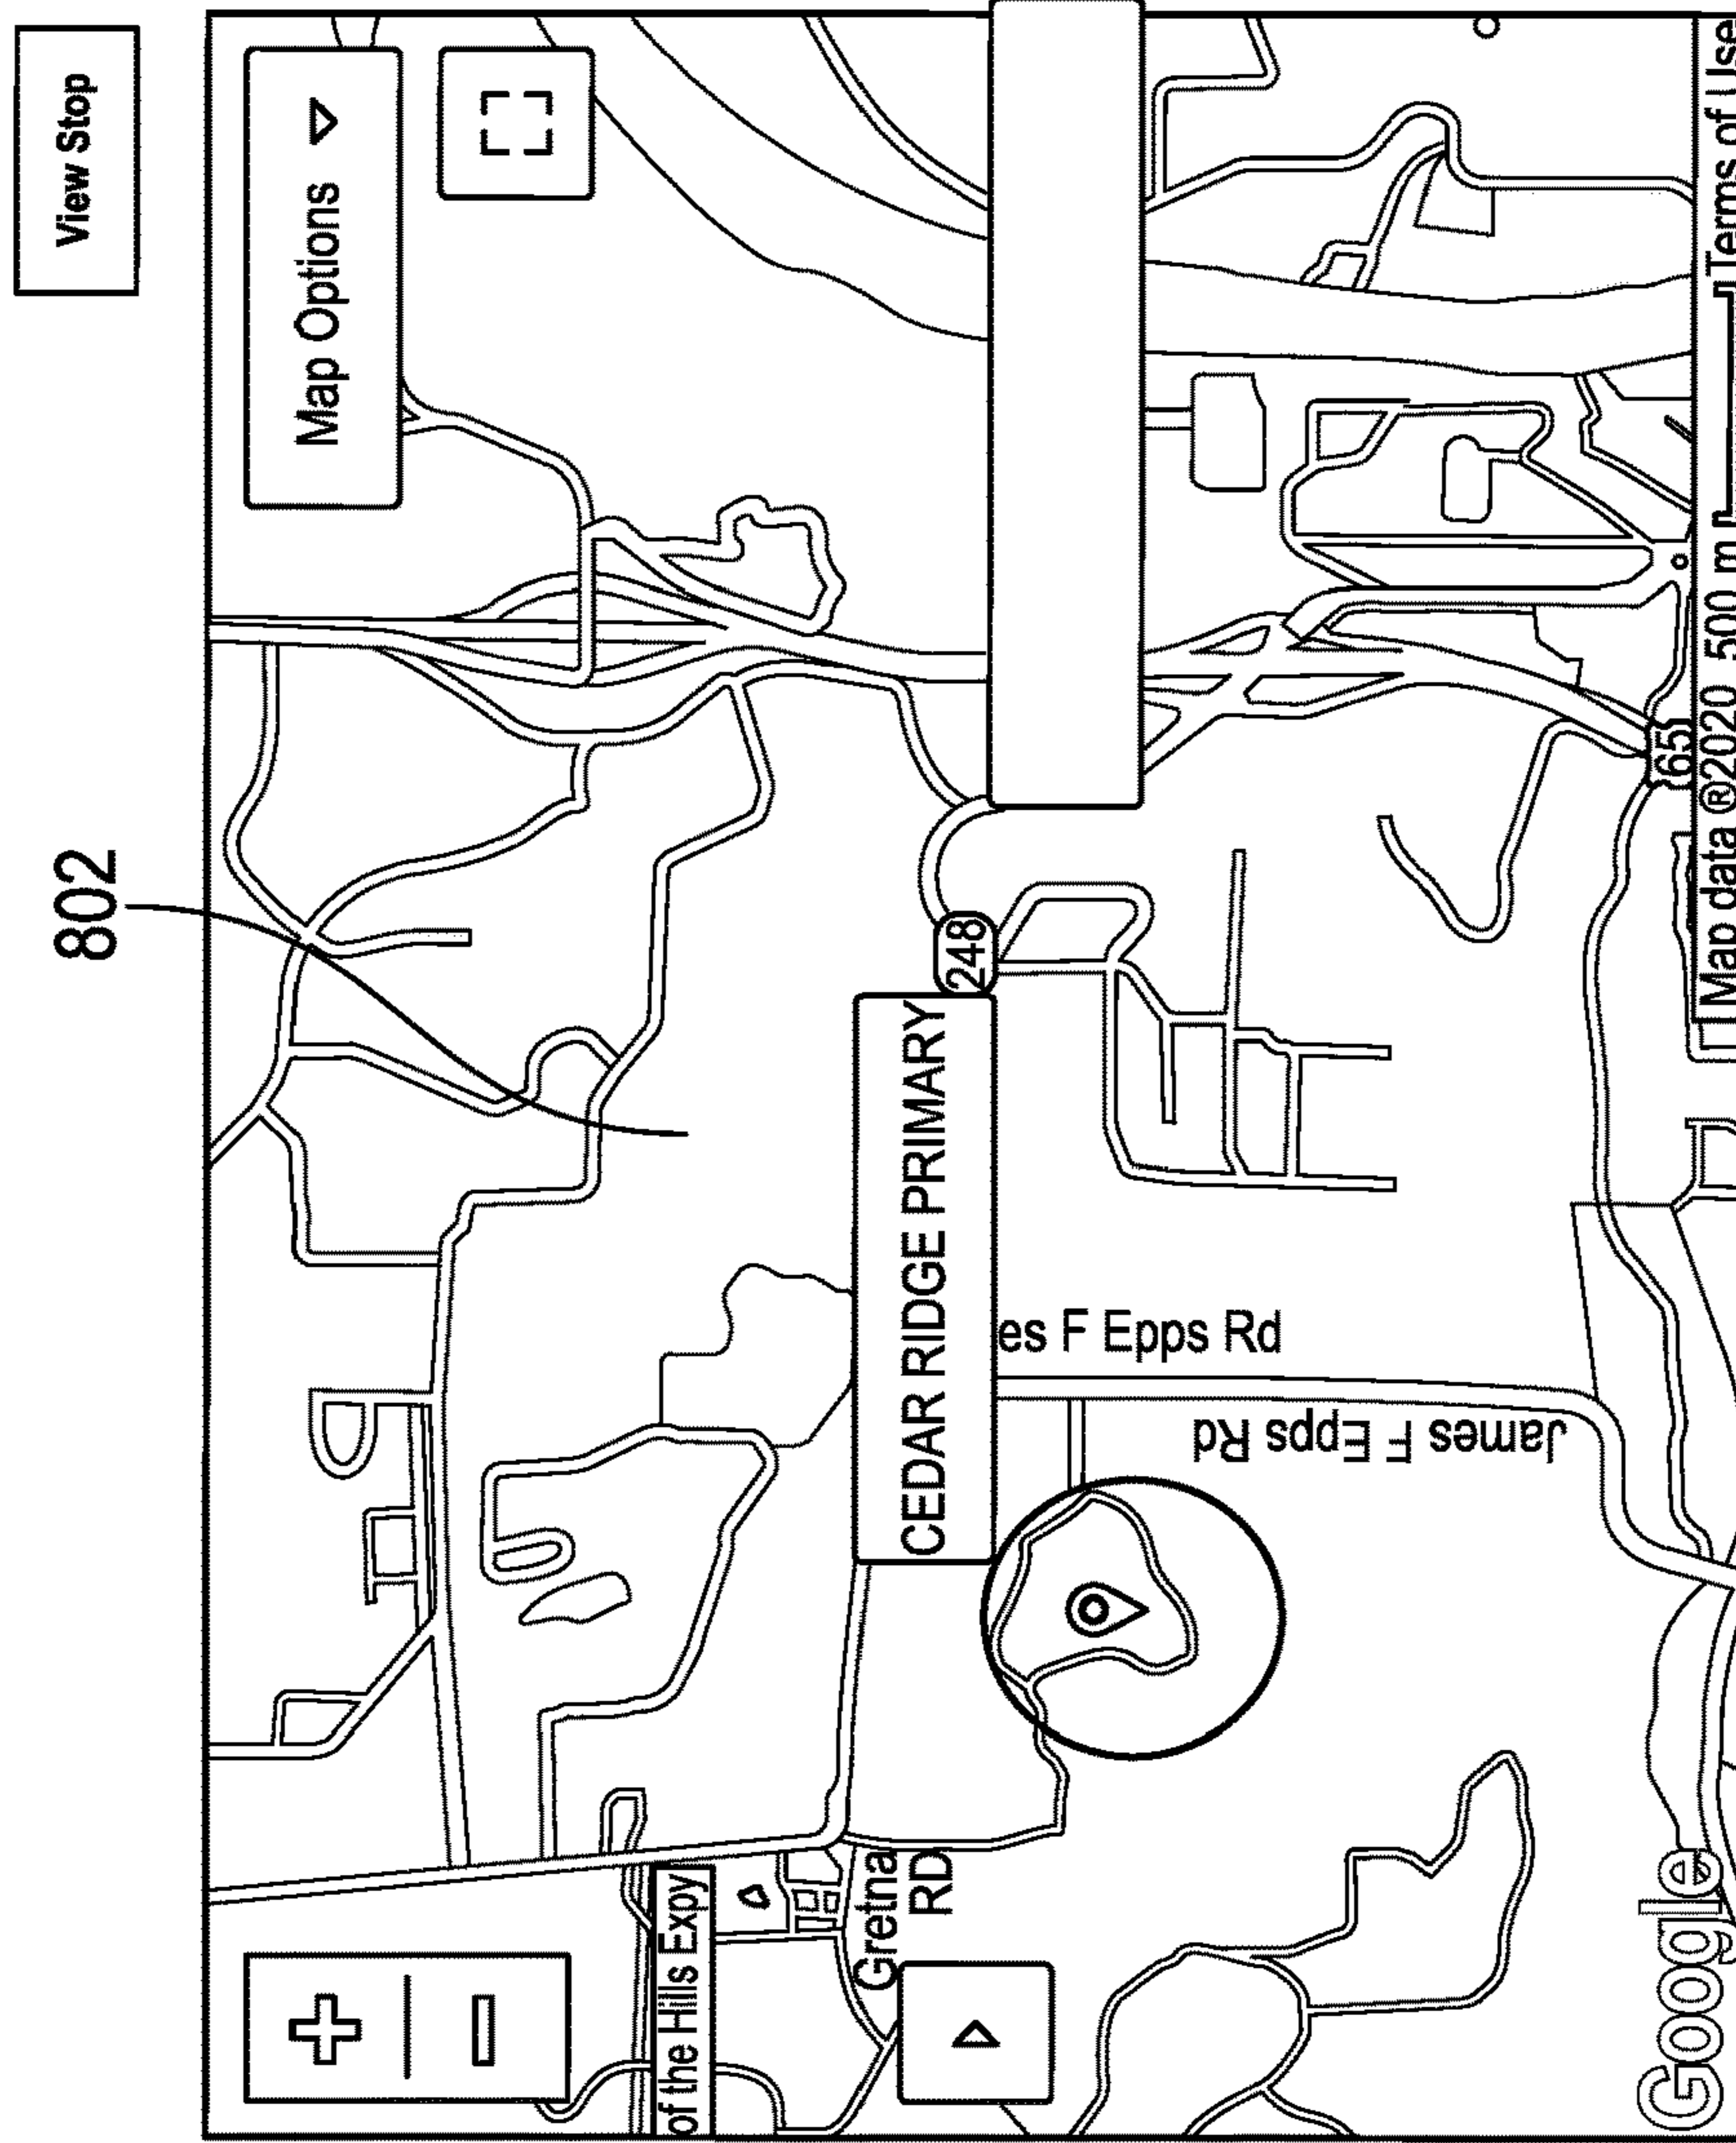 View Stop
802
Map Options
248
CEDAR RIDGE PRIMARY
es F Epps Rd
James F Epps Rd
of the Hills Expy
Gretna
RD
65
Google
Map data ®2020 500 m
Terms of Use